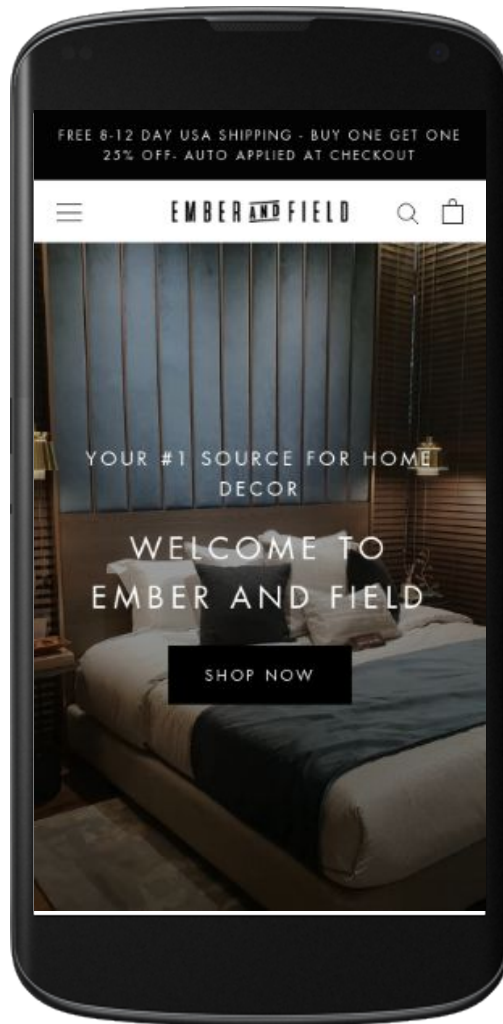 FREE 8-12 DAY USA SHIPPING - BUY ONE GET ONE
25% OFF- AUTO APPLIED AT CHECKOUT
EMBER AND FIELD
YOUR #1 SOURCE FOR HOME
DECOR
WELCOME TO
EMBER AND FIELD
SHOP NOW